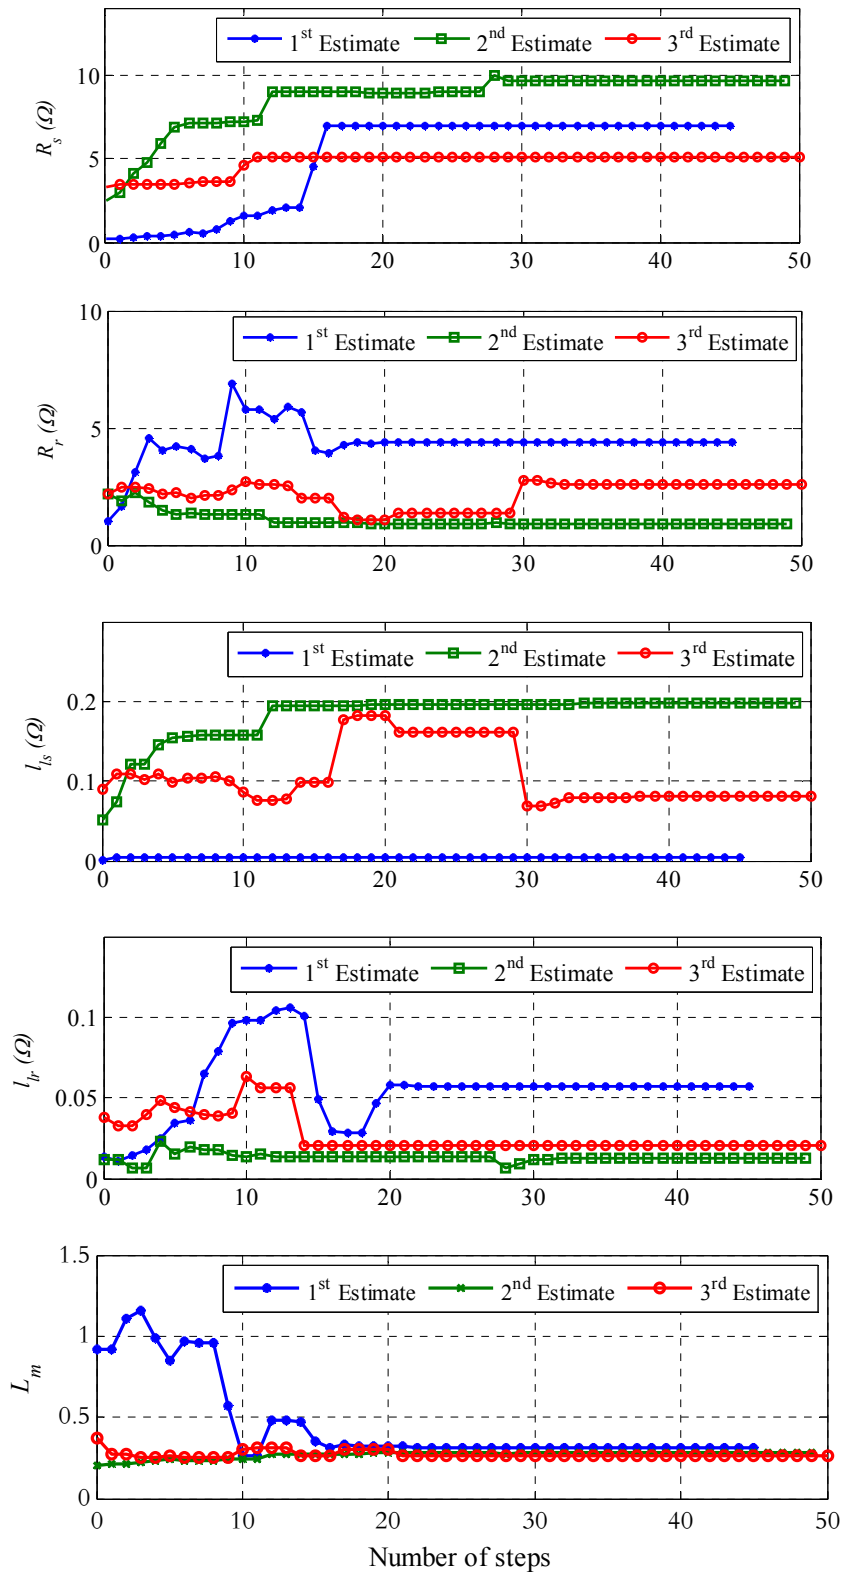 1st Estimate 2nd Estimate 3rd Estimate
10
5
0
Rs (Ω)
0 10 20 30 40 50
10
1st Estimate 2nd Estimate 3rd Estimate
5
0
Rr (Ω)
0 10 20 30 40 50
1st Estimate 2nd Estimate 3rd Estimate
0.2
0.1
0
lls (Ω)
0 10 20 30 40 50
1st Estimate 2nd Estimate 3rd Estimate
0.1
0.05
0
llr (Ω)
0 10 20 30 40 50
1.5
1st Estimate 2nd Estimate 3rd Estimate
1
0.5
0
Lm
0 10 20 30 40 50
Number of steps